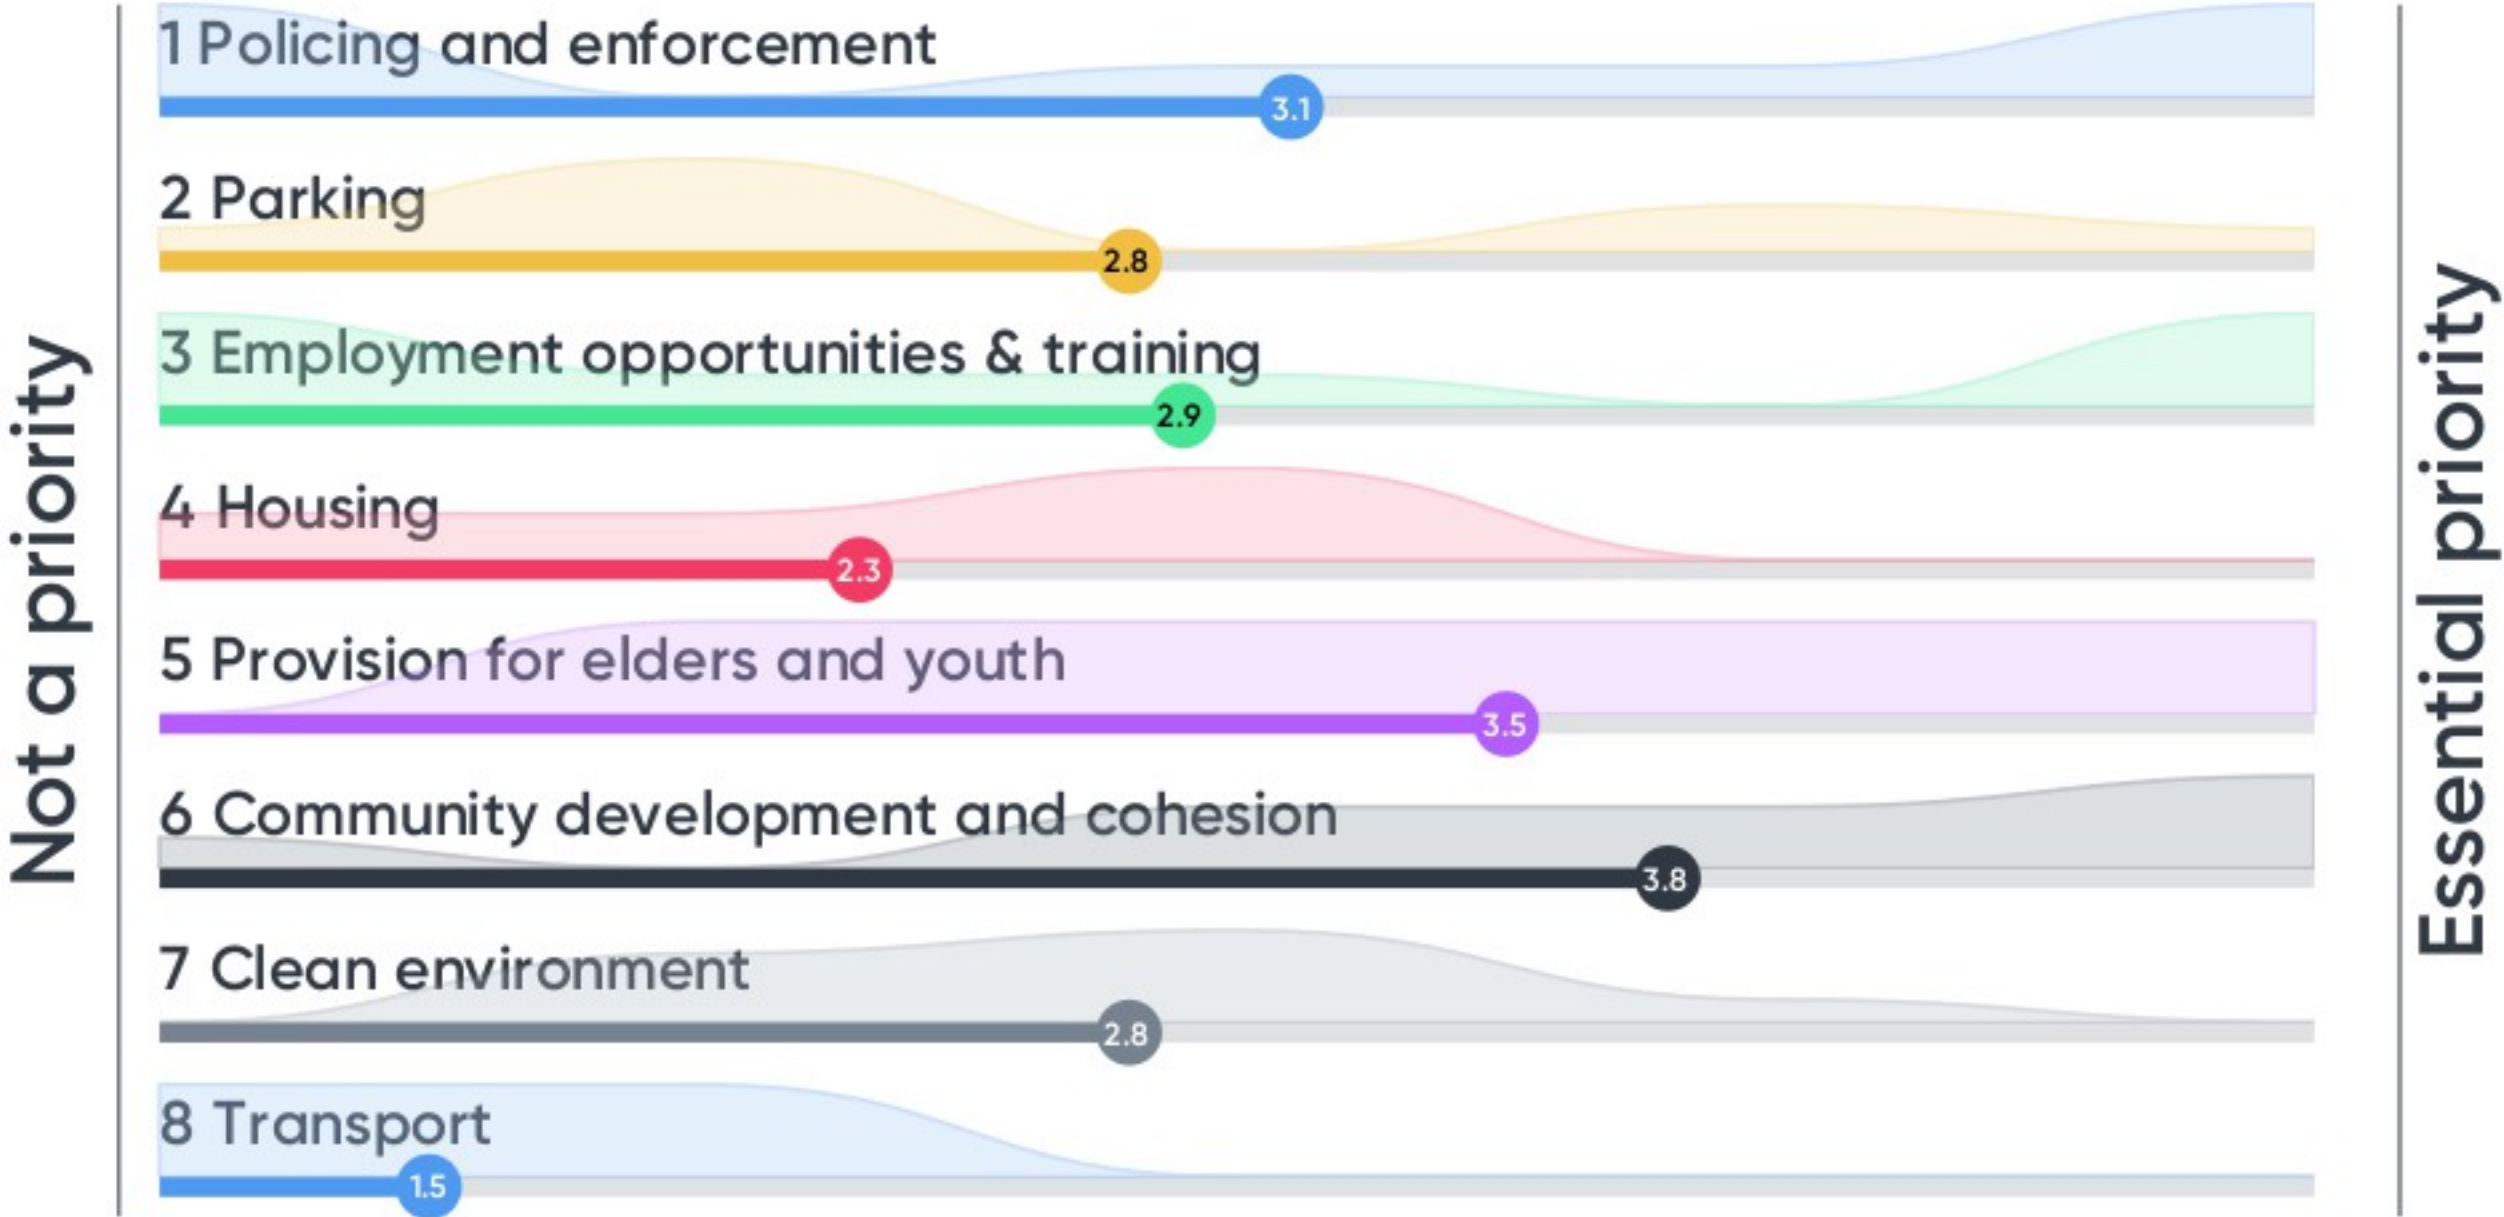 Not a priority
1 Policing and enforcement
3.1
2 Parking
2.8
3 Employment opportunities & training
2.9
4 Housing
2.3
5 Provision for elders and youth
3.5
6 Community development and cohesion
3.8
7 Clean environment
2.8
8 Transport
1.5
Essential priority